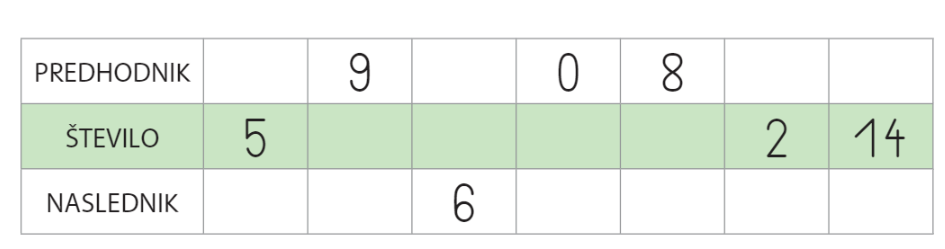 PREDHODNIK 9 0 8
ŠTEVILO 5 2 14
NASLEDNIK 6